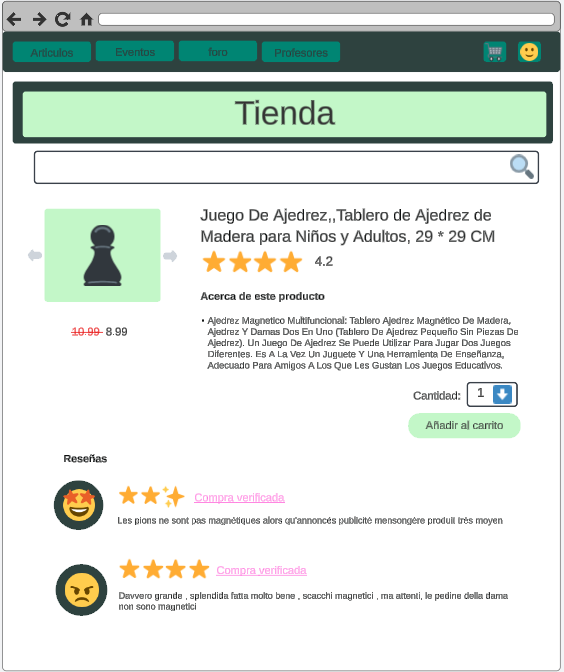 Articulos Eventos foro Profesores
Tienda
Juego De Ajedrez,,Tablero de Ajedrez de
Madera para Niños y Adultos, 29 * 29 CM
4.2
Acerca de este producto
• Ajedrez Magnetico Multifuncional: Tablero Ajedrez Magnético De Madera,
Ajedrez Y Damas Dos En Uno (Tablero De Ajedrez Pequeño Sin Piezas De
Ajedrez). Un Juego De Ajedrez Se Puede Utilizar Para Jugar Dos Juegos
Diferentes. Es A La Vez Un Juguete Y Una Herramienta De Enseñanza,
Adecuado Para Amigos A Los Que Les Gustan Los Juegos Educativos.
10.99 8.99
Cantidad: 1
Añadir al carrito
Reseñas
Compra verificada
Les pions ne sont pas magnétiques alors qu'annoncés publicité mensongère produit très moyen
Compra verificada
Davvero grande , splendida fatta molto bene , scacchi magnetici , ma attenti, le pedine della dama
non sono magnetici